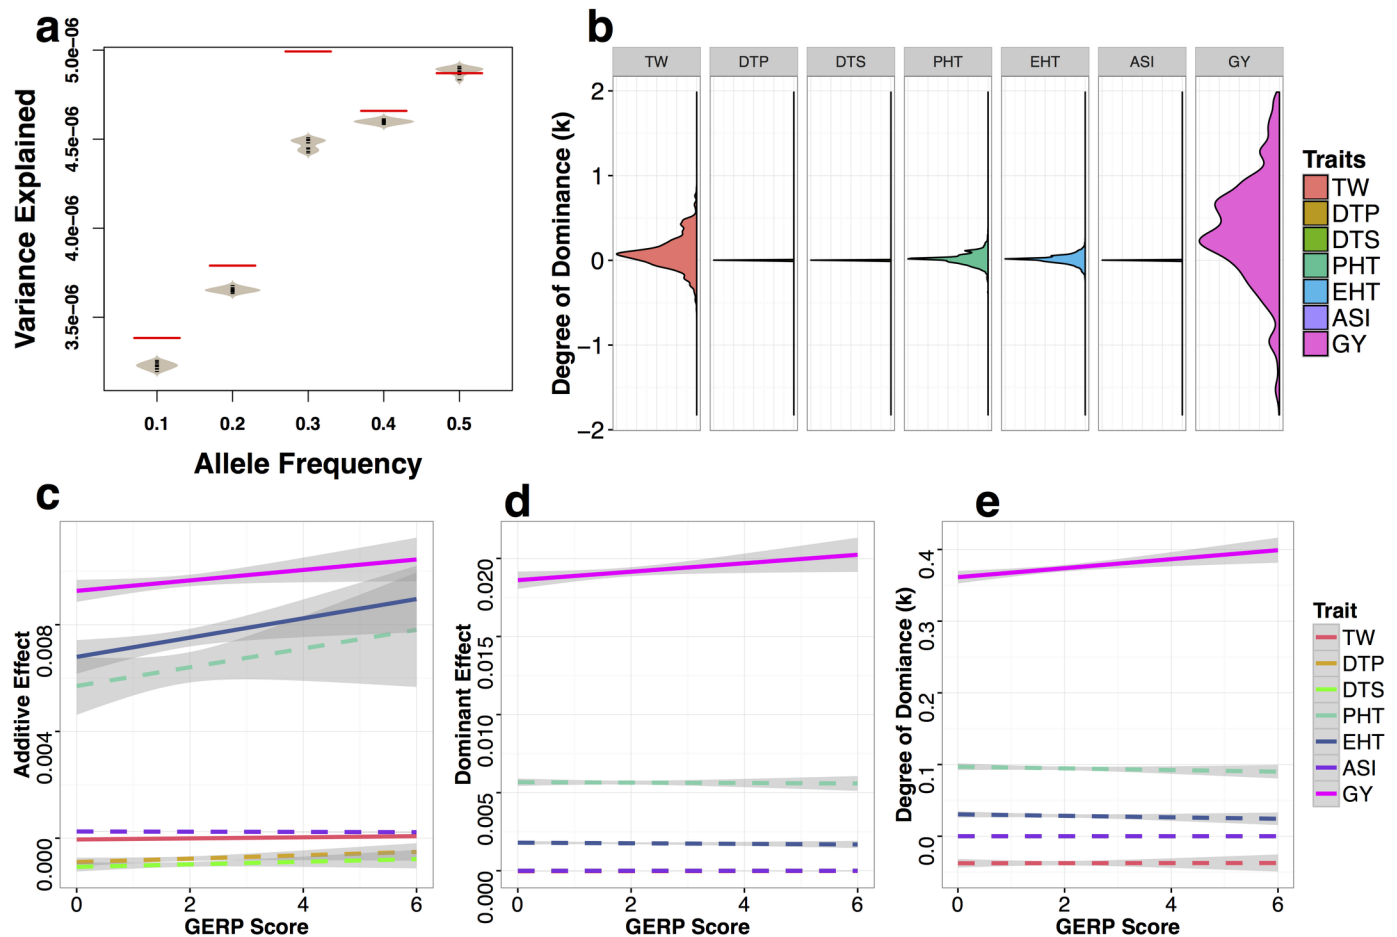 a
Variance Explained
5.0e−06
4.5e−06
4.0e−06
3.5e−06
0.1 0.2 0.3 0.4 0.5
Allele Frequency
b
TW DTP DTS PHT EHT ASI GY
Degree of Dominance (k)
2
1
0
−1
−2
Traits
TW
DTP
DTS
PHT
EHT
ASI
GY
c
Additive Effect
0.008
0.004
0.000
0 2 4 6
GERP Score
d
Dominant Effect
0.020
0.015
0.010
0.005
0.000
0 2 4 6
GERP Score
e
Degree of Domiance (k)
0.4
0.3
0.2
0.1
0.0
0 2 4 6
GERP Score
Trait
TW
DTP
DTS
PHT
EHT
ASI
GY